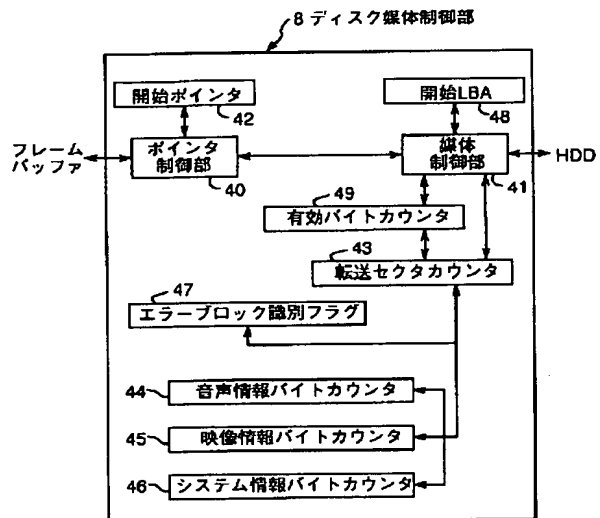 8 ディスク媒体制御部
開始ポインタ
42
開始LBA
48
フレーム
バッファ
ポインタ
制御部
40
媒体
制御部
41
HDD
49
有効バイトカウンタ
43
転送セクタカウンタ
47
エラーブロック識別フラグ
44
音声情報バイトカウンタ
45
映像情報バイトカウンタ
46
システム情報バイトカウンタ